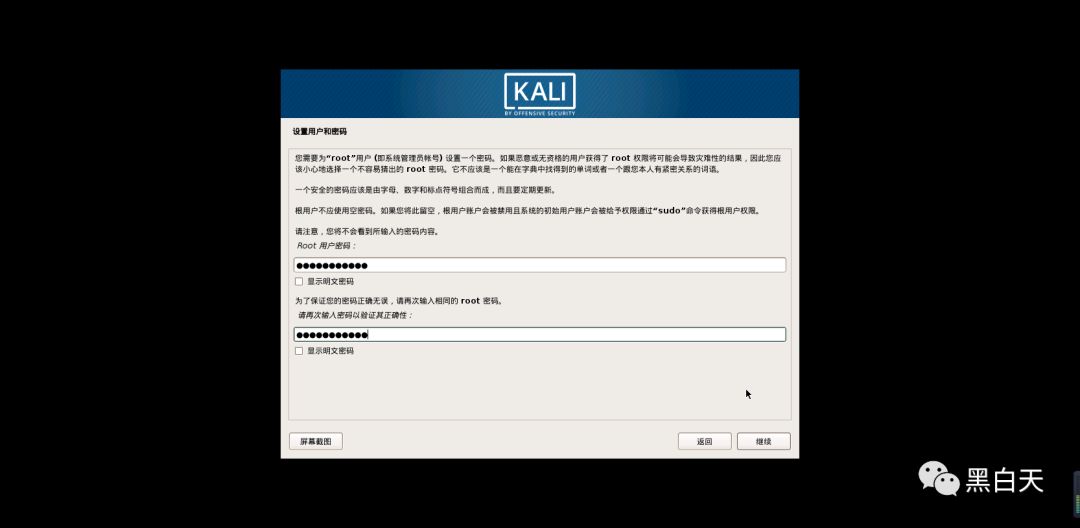 KALI
BY OFFENSIVE SECURITY
设置用户和密码
您需要为“root”用户 (即系统管理员帐号) 设置一个密码。如果恶意或无资格的用户获得了 root 权限将可能会导致灾难性的结果，因此您应
该小心地选择一个不容易猜出的 root 密码。它不应该是一个能在字典中找得到的单词或者一个跟您本人有紧密关系的词语。
一个安全的密码应该是由字母、数字和标点符号组合而成，而且要定期更新。
根用户不应使用空密码。如果您将此留空，根用户账户会被禁用且系统的初始用户账户会被给予权限通过“sudo”命令获得根用户权限。
请注意，您将不会看到所输入的密码内容。
Root 用户密码：
●●●●●●●●●●●
显示明文密码
为了保证您的密码正确无误，请再次输入相同的 root 密码。
请再次输入密码以验证其正确性：
●●●●●●●●●●●
显示明文密码
屏幕截图
返回
继续
黑白天